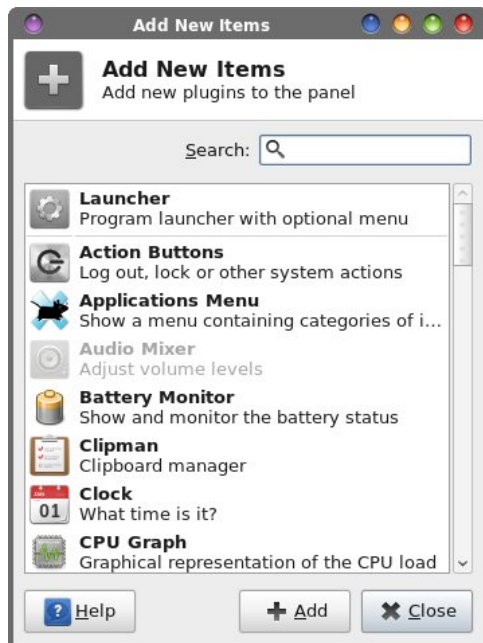 Add New Items
Add New Items
Add new plugins to the panel
Search:
Launcher
Program launcher with optional menu
Action Buttons
Log out, lock or other system actions
Applications Menu
Show a menu containing categories of i...
Audio Mixer
Adjust volume levels
Battery Monitor
Show and monitor the battery status
Clipman
Clipboard manager
01
Clock
What time is it?
CPU Graph
Graphical representation of the CPU load
? Help
Add
Close